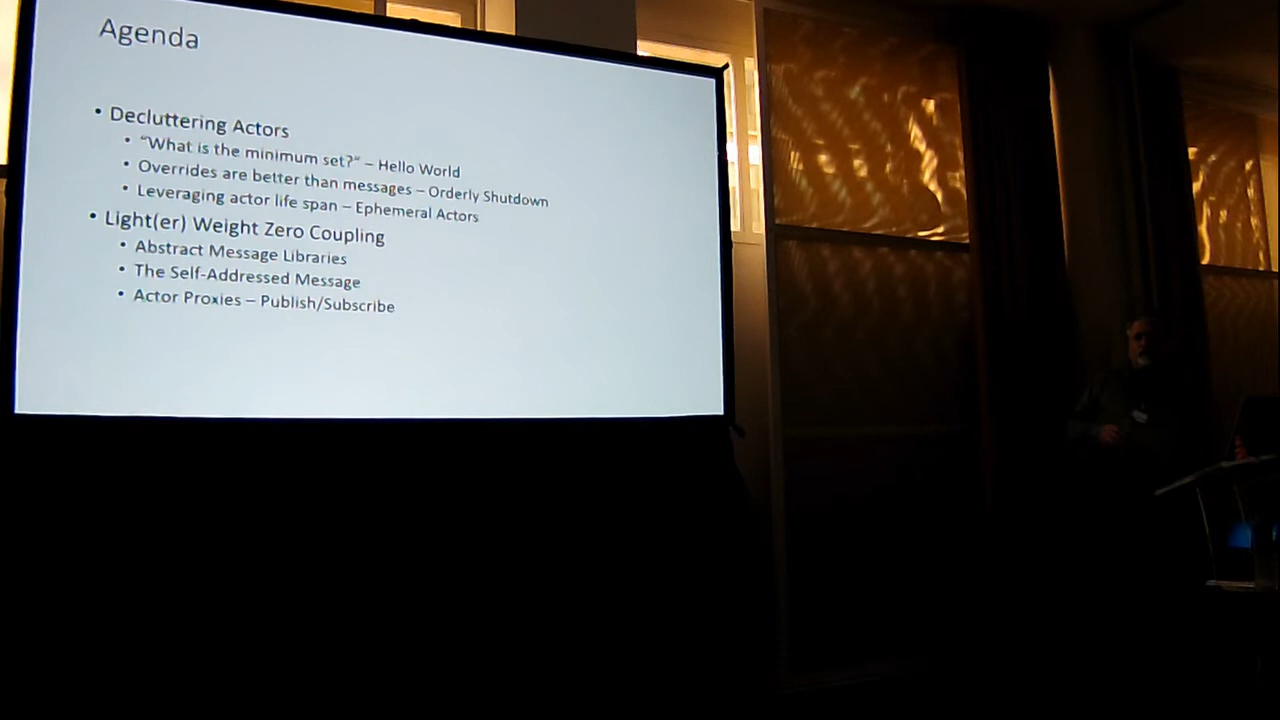 Agenda
• Decluttering Actors
• "What is the minimum set?" – Hello World
• Overrides are better than messages – Orderly Shutdown
• Leveraging actor life span – Ephemeral Actors
• Light(er) Weight Zero Coupling
• Abstract Message Libraries
• The Self-Addressed Message
• Actor Proxies – Publish/Subscribe